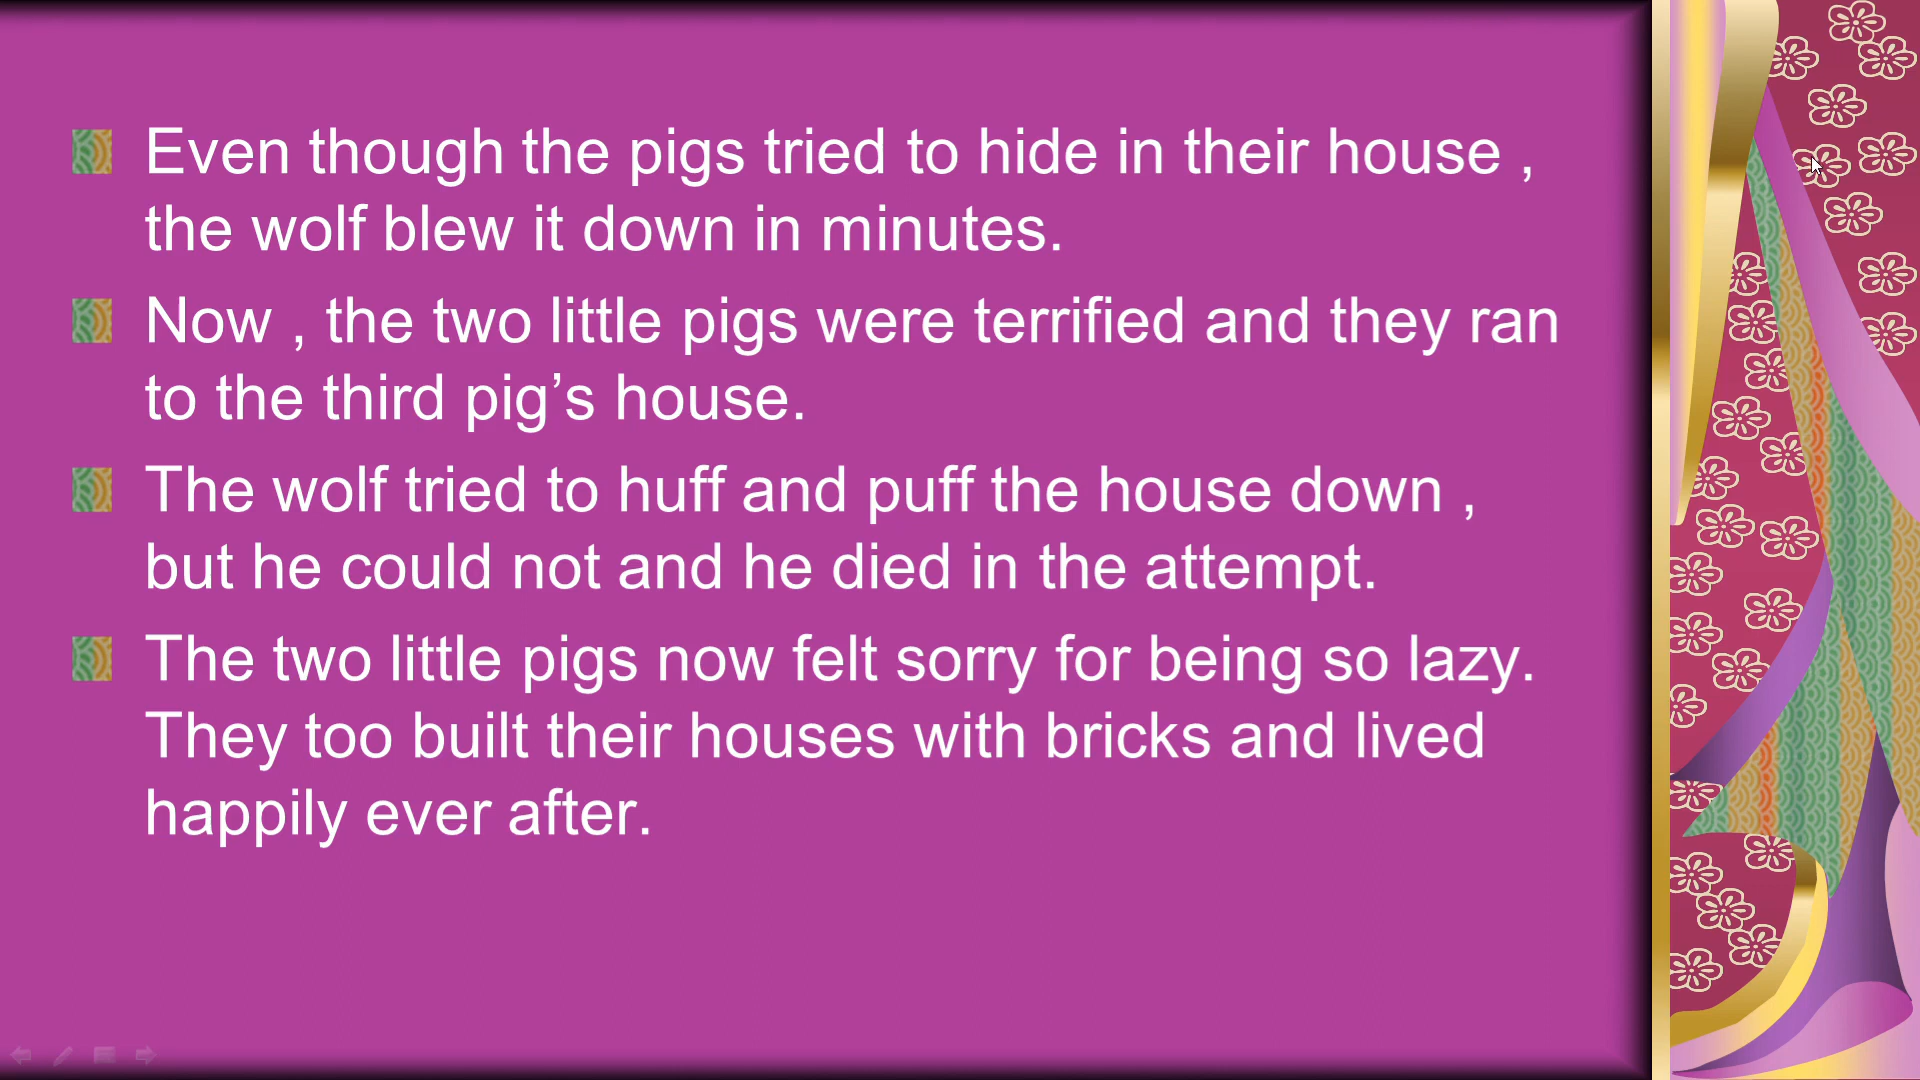 Even though the pigs tried to hide in their house ,
the wolf blew it down in minutes.
Now , the two little pigs were terrified and they ran
to the third pig’s house.
The wolf tried to huff and puff the house down ,
but he could not and he died in the attempt.
The two little pigs now felt sorry for being so lazy.
They too built their houses with bricks and lived
happily ever after.